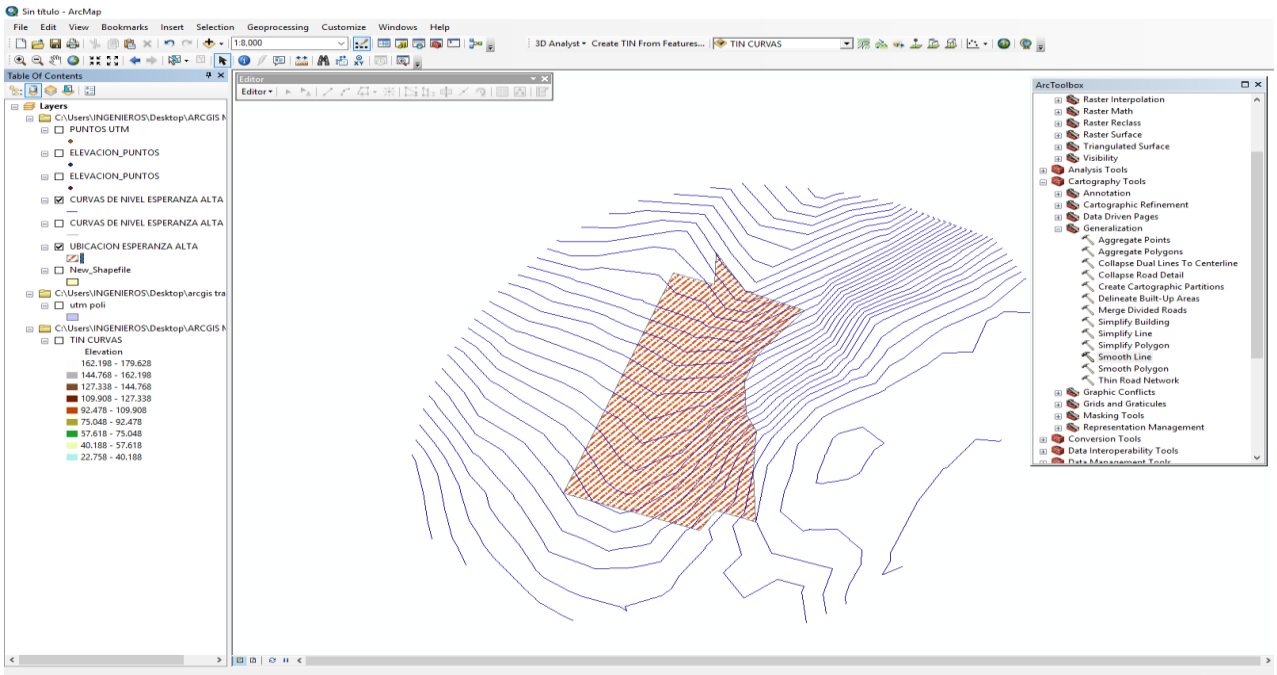 Sin título - ArcMap
File Edit View Bookmarks Insert Selection Geoprocessing Customize Windows Help
1:8.000
3D Analyst Create TIN From Features... TIN CURVAS
Table Of Contents
Layers
C:\Users\INGENIEROS\Desktop\ARCGIS N
PUNTOS UTM
ELEVACION_PUNTOS
ELEVACION_PUNTOS
CURVAS DE NIVEL ESPERANZA ALTA
CURVAS DE NIVEL ESPERANZA ALTA
UBICACION ESPERANZA ALTA
New_Shapefile
C:\Users\INGENIEROS\Desktop\arcgis tra
utm poli
C:\Users\INGENIEROS\Desktop\ARCGIS N
TIN CURVAS
Elevation
162.198 - 179.628
144.768 - 162.198
127.338 - 144.768
109.908 - 127.338
92.478 - 109.908
75.048 - 92.478
57.618 - 75.048
40.188 - 57.618
22.758 - 40.188
Editor
Editor
ArcToolbox
Raster Interpolation
Raster Math
Raster Reclass
Raster Surface
Triangulated Surface
Visibility
Analysis Tools
Cartography Tools
Annotation
Cartographic Refinement
Data Driven Pages
Generalization
Aggregate Points
Aggregate Polygons
Collapse Dual Lines To Centerline
Collapse Road Detail
Create Cartographic Partitions
Delineate Built-Up Areas
Merge Divided Roads
Simplify Building
Simplify Line
Simplify Polygon
Smooth Line
Smooth Polygon
Thin Road Network
Graphic Conflicts
Grids and Graticules
Masking Tools
Representation Management
Conversion Tools
Data Interoperability Tools
Data Management Tools